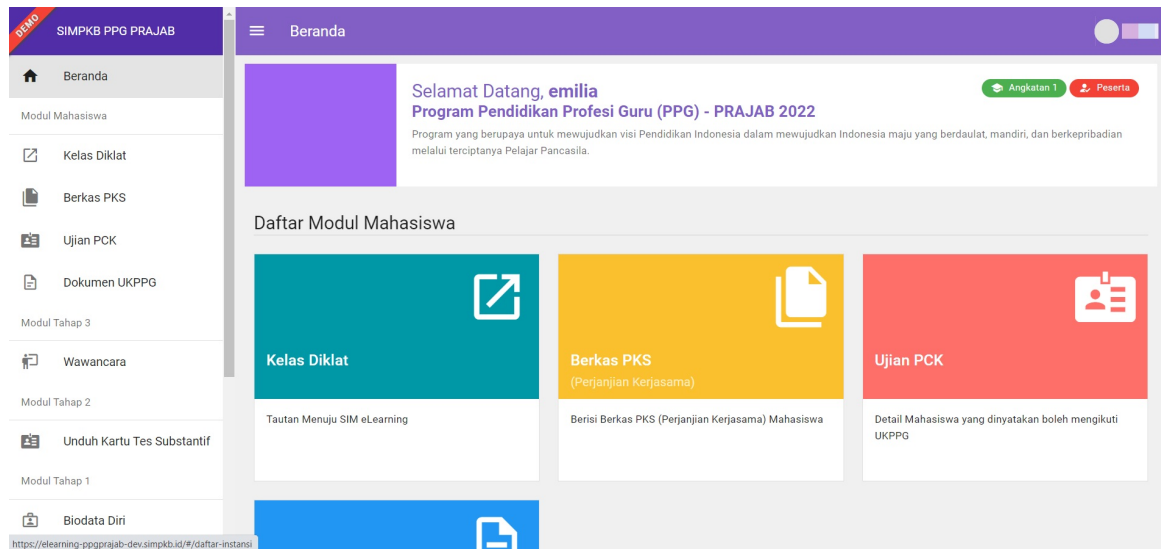 DEMO
SIMPKB PPG PRAJAB
Beranda
Beranda
Modul Mahasiswa
Kelas Diklat
Berkas PKS
Ujian PCK
Dokumen UKPPG
Modul Tahap 3
Wawancara
Modul Tahap 2
Unduh Kartu Tes Substantif
Modul Tahap 1
Biodata Diri
https://elearning-ppgprajab-dev.simpkb.id/#/daftar-instansi
Selamat Datang, emilia
Angkatan 1
Peserta
Program Pendidikan Profesi Guru (PPG) - PRAJAB 2022
Program yang berupaya untuk mewujudkan visi Pendidikan Indonesia dalam mewujudkan Indonesia maju yang berdaulat, mandiri, dan berkepribadian
melalui terciptanya Pelajar Pancasila.
Daftar Modul Mahasiswa
Kelas Diklat
Tautan Menuju SIM eLearning
Berkas PKS
(Perjanjian Kerjasama)
Berisi Berkas PKS (Perjanjian Kerjasama) Mahasiswa
Ujian PCK
Detail Mahasiswa yang dinyatakan boleh mengikuti
UKPPG